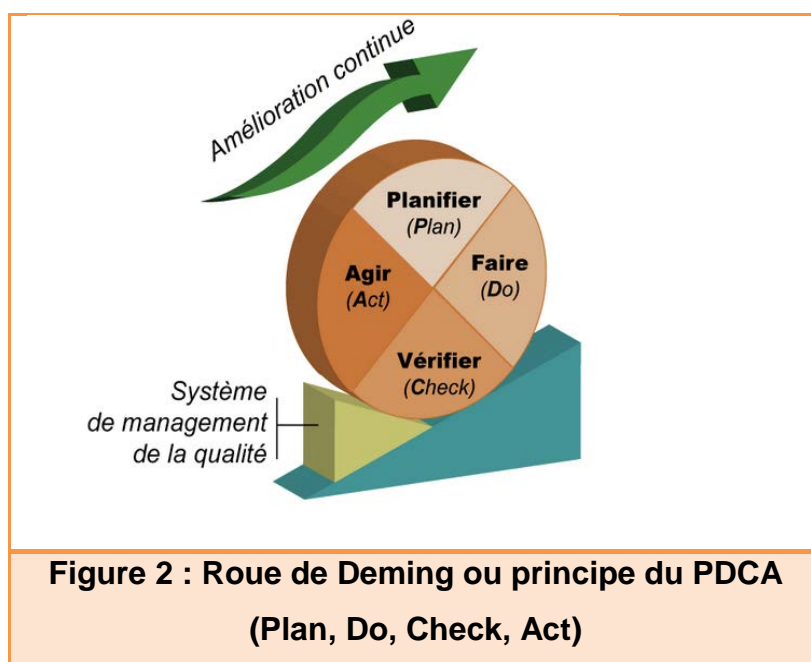 Amélioration continue
Planifier
(Plan)
Faire
(Do)
Agir
(Act)
Vérifier
(Check)
Système
de management
de la qualité
Figure 2 : Roue de Deming ou principe du PDCA
(Plan, Do, Check, Act)